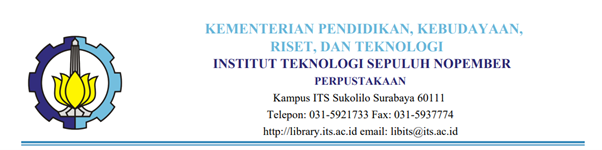 KEMENTERIAN PENDIDIKAN, KEBUDAYAAN,
RISET, DAN TEKNOLOGI
INSTITUT TEKNOLOGI SEPULUH NOPEMBER
PERPUSTAKAAN
Kampus ITS Sukolilo Surabaya 60111
Telepon: 031-5921733 Fax: 031-5937774
http://library.its.ac.id email: libits@its.ac.id